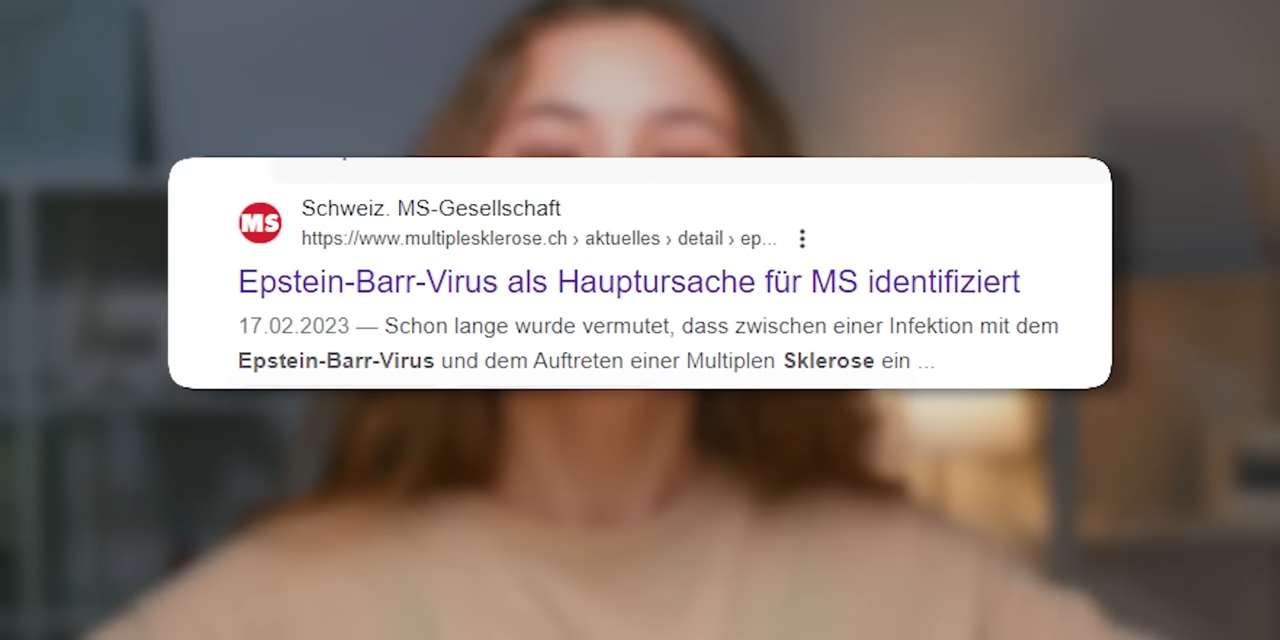 MS
Schweiz. MS-Gesellschaft
https://www.multiplesklerose.ch › aktuelles › detail › ep...
Epstein-Barr-Virus als Hauptursache für MS identifiziert
17.02.2023 — Schon lange wurde vermutet, dass zwischen einer Infektion mit dem
Epstein-Barr-Virus und dem Auftreten einer Multiplen Sklerose ein ...